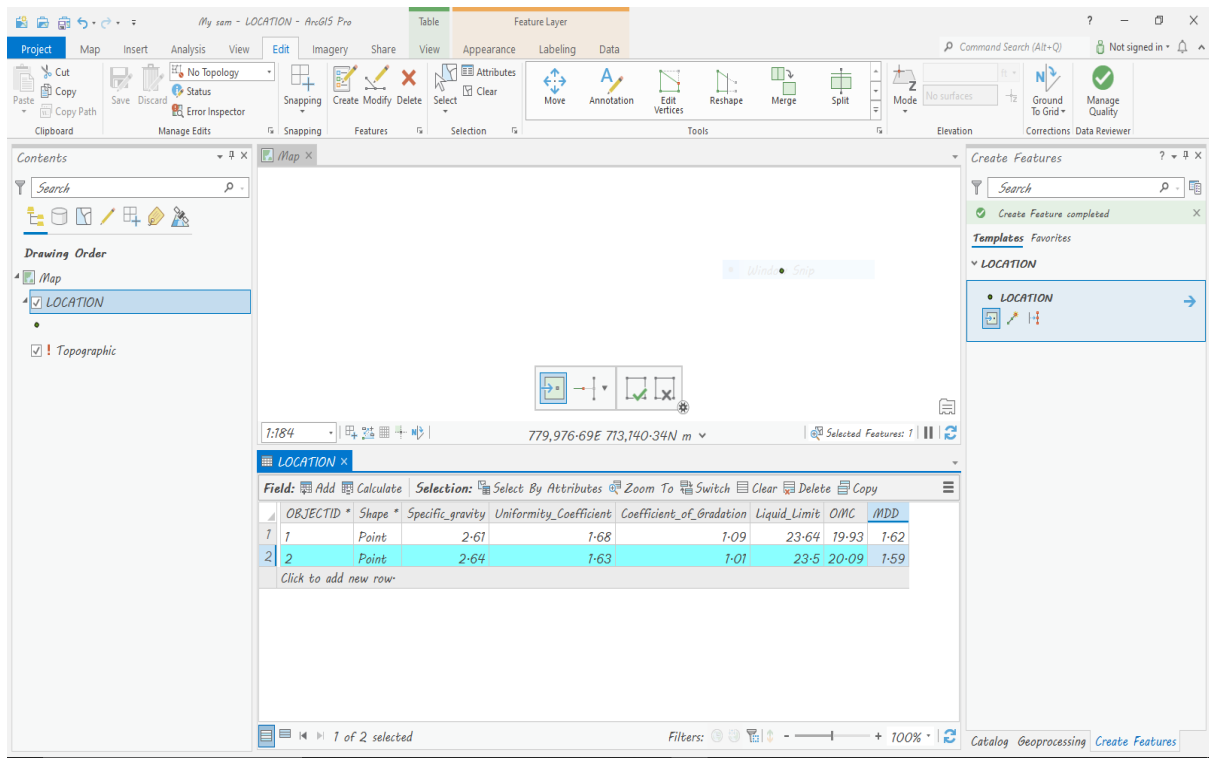 My sam - LOCATION - ArcGIS Pro
Table
Feature Layer
?
Project Map Insert Analysis View Edit Imagery Share View Appearance Labeling Data
Command Search (Alt+Q)
Not signed in
Cut
Copy
Copy Path
Paste
Clipboard
Save Discard
No Topology
Status
Error Inspector
Manage Edits
Snapping
Snapping
Create Modify Delete
Features
Select
Attributes
Clear
Selection
Move Annotation Edit Vertices Reshape Merge Split
Tools
Mode
No surfaces
Elevation
Ground To Grid
Corrections
Manage Quality
Data Reviewer
Contents
Search
Drawing Order
Map
LOCATION
! Topographic
Map
Window Snip
1:184
779,976.69E 713,140.34N m
Selected Features: 1
LOCATION
Field: Add Calculate Selection: Select By Attributes Zoom To Switch Clear Delete Copy
OBJECTID * Shape * Specific_gravity Uniformity_Coefficient Coefficient_of_Gradation Liquid_Limit OMC MDD
1 1 Point 2.61 1.68 1.09 23.64 19.93 1.62
2 2 Point 2.64 1.63 1.01 23.5 20.09 1.59
Click to add new row.
1 of 2 selected
Filters:
- + 100%
Create Features
?
Search
Create Feature completed
Templates Favorites
LOCATION
LOCATION
Catalog Geoprocessing Create Features